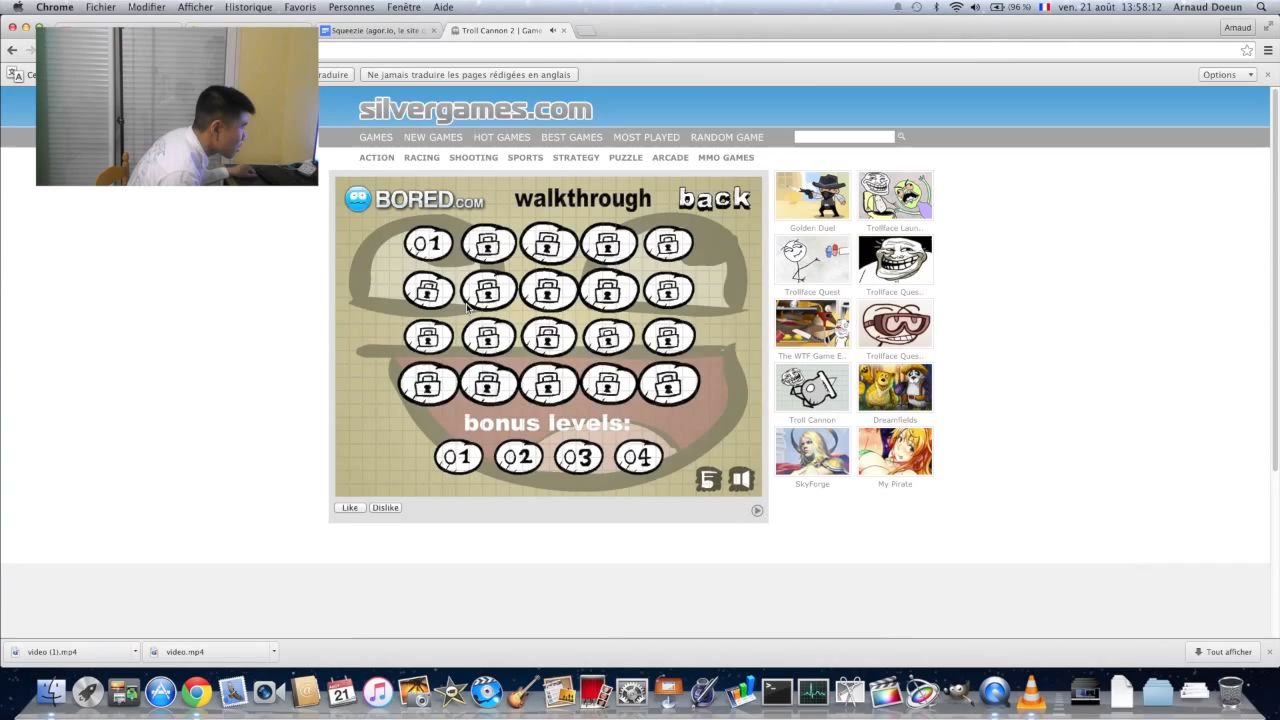 Chrome Fichier Modifier Afficher Historique Favoris Personnes Fenêtre Aide (96 %) ven. 21 août 13:58:12 Arnaud Doeun
Squeezie (agor.io, le site Troll Cannon 2 | Game Arnaud
raduire Ne jamais traduire les pages rédigées en anglais Options
silvergames.com
GAMES NEW GAMES HOT GAMES BEST GAMES MOST PLAYED RANDOM GAME
ACTION RACING SHOOTING SPORTS STRATEGY PUZZLE ARCADE MMO GAMES
BORED.COM walkthrough back
01
bonus levels:
01 02 03 04
Like Dislike
Golden Duel Trollface Laun..
Trollface Quest Trollface Ques..
The WTF Game E.. Trollface Ques..
Troll Cannon Dreamfields
SkyForge My Pirate
video (1).mp4 video.mp4 Tout afficher
21